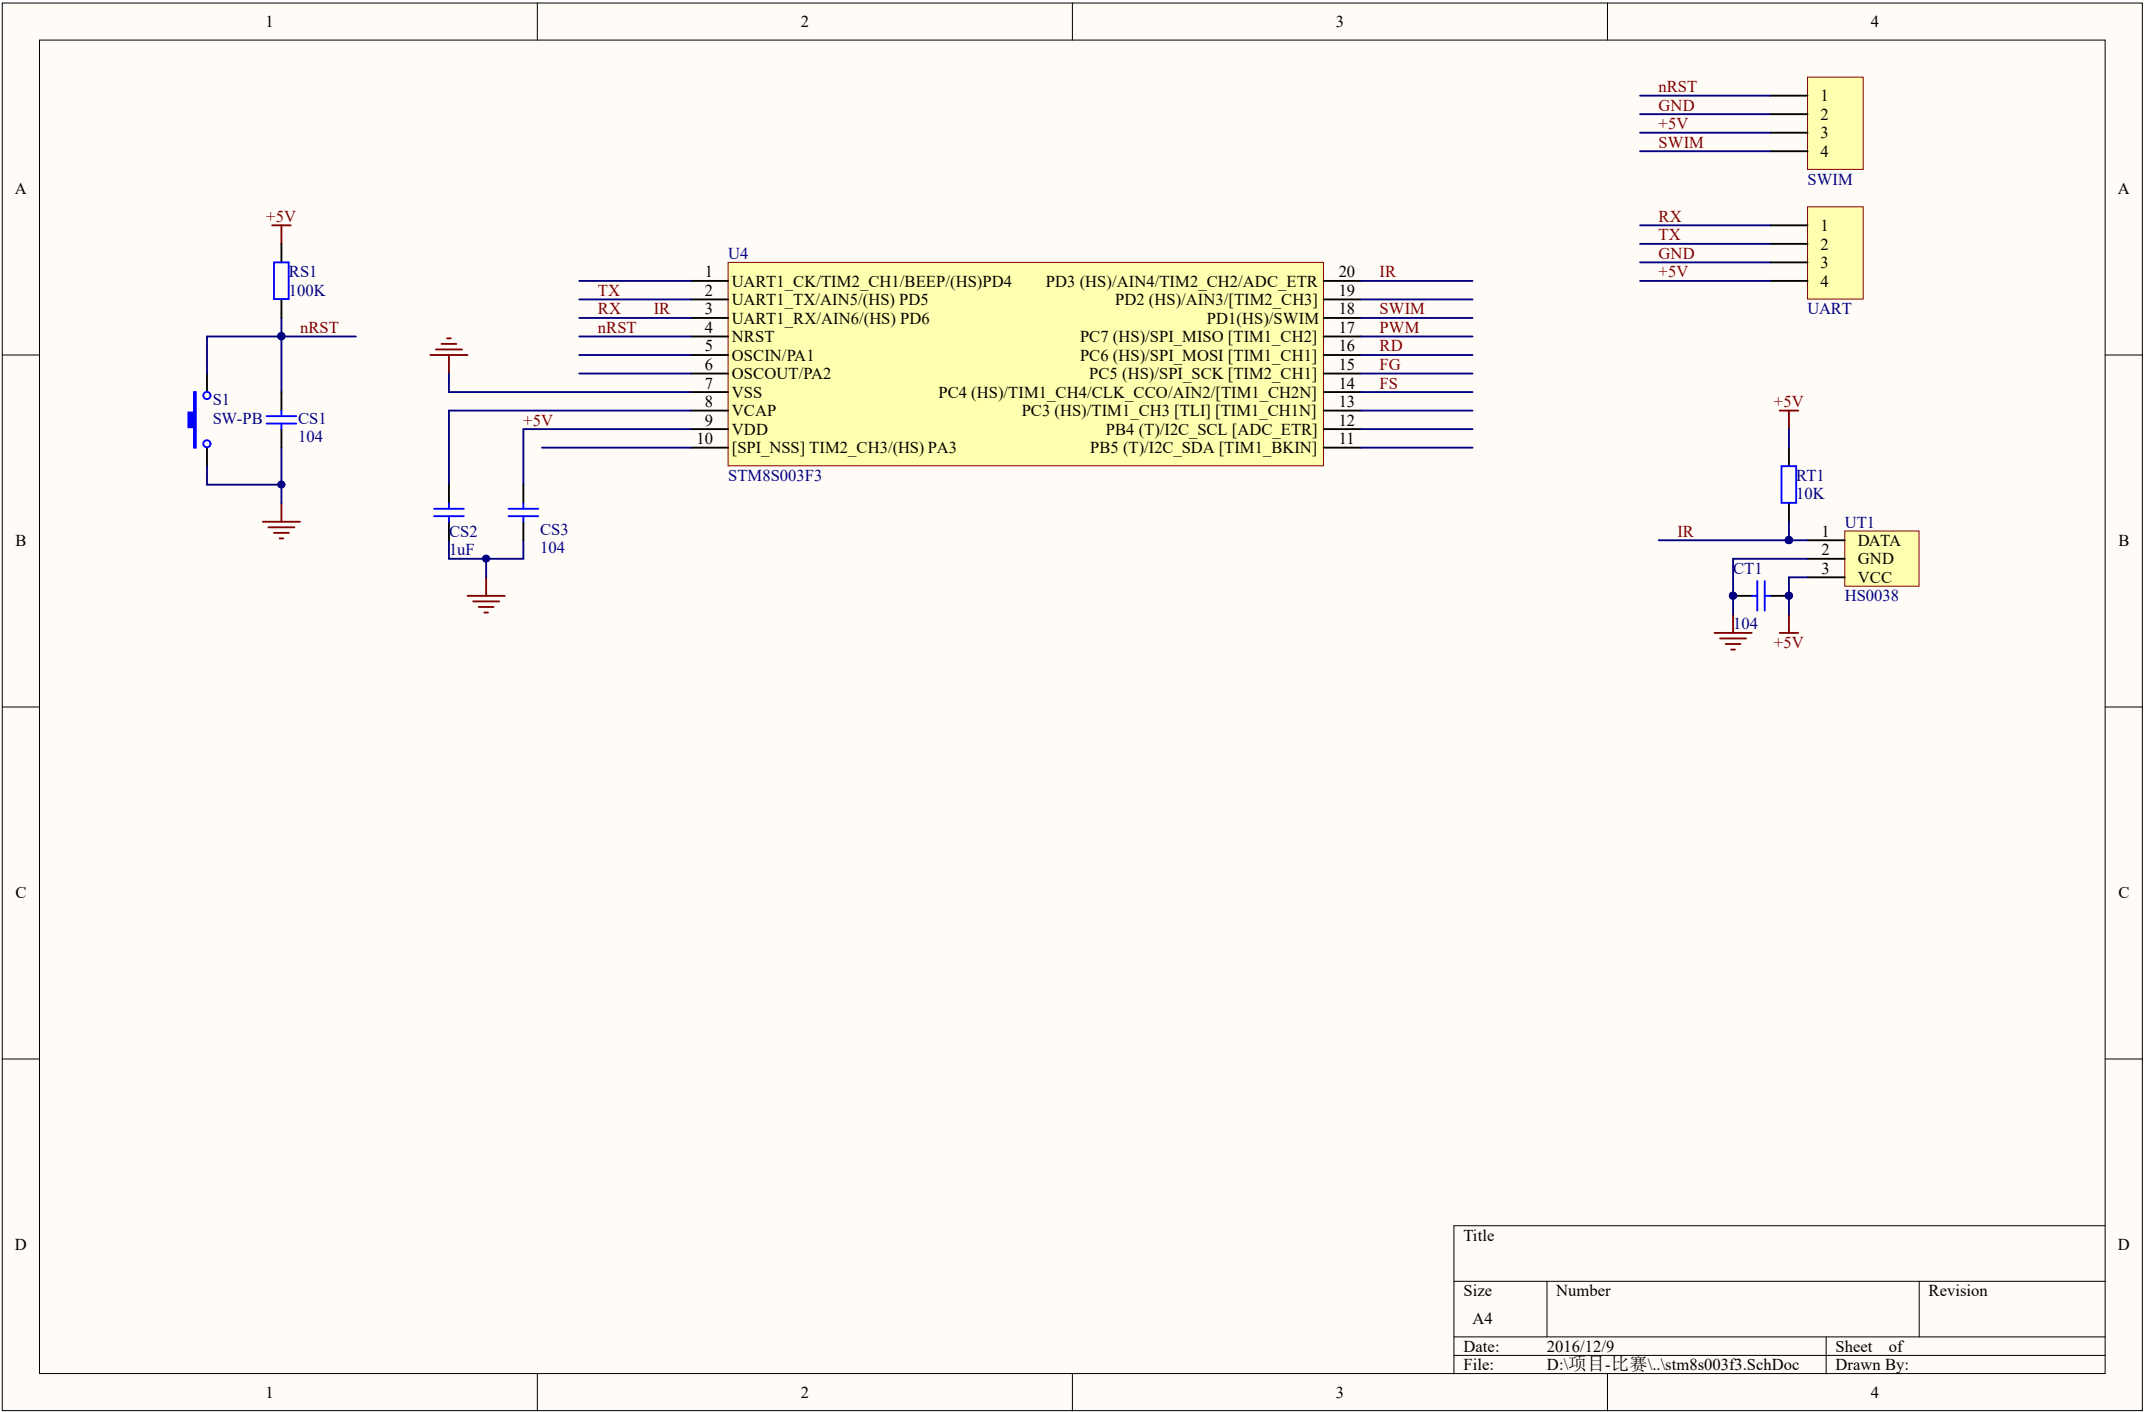 1 2 3 4
A
A
B
B
C
C
D
D
+5V
RS1
100K
nRST
S1
SW-PB
CS1
104
U4
1 UART1_CK/TIM2_CH1/BEEP/(HS)PD4
TX 2 UART1_TX/AIN5/(HS) PD5
RX IR 3 UART1_RX/AIN6/(HS) PD6
nRST 4 NRST
5 OSCIN/PA1
6 OSCOUT/PA2
7 VSS
8 VCAP
+5V 9 VDD
10 [SPI_NSS] TIM2_CH3/(HS) PA3
PD3 (HS)/AIN4/TIM2_CH2/ADC_ETR 20 IR
PD2 (HS)/AIN3/[TIM2_CH3] 19
PD1(HS)/SWIM 18 SWIM
PC7 (HS)/SPI_MISO [TIM1_CH2] 17 PWM
PC6 (HS)/SPI_MOSI [TIM1_CH1] 16 RD
PC5 (HS)/SPI_SCK [TIM2_CH1] 15 FG
PC4 (HS)/TIM1_CH4/CLK_CCO/AIN2/[TIM1_CH2N] 14 FS
PC3 (HS)/TIM1_CH3 [TLI] [TIM1_CH1N] 13
PB4 (T)/I2C_SCL [ADC_ETR] 12
PB5 (T)/I2C_SDA [TIM1_BKIN] 11
STM8S003F3
CS2
1uF
CS3
104
nRST 1
GND 2
+5V 3
SWIM 4
SWIM
RX 1
TX 2
GND 3
+5V 4
UART
+5V
RT1
10K
UT1
IR 1 DATA
2 GND
3 VCC
CT1
HS0038
104
+5V
Title
Size Number Revision
A4
Date: 2016/12/9 Sheet of
File: D:\项目-比赛\..\stm8s003f3.SchDoc Drawn By:
1 2 3 4